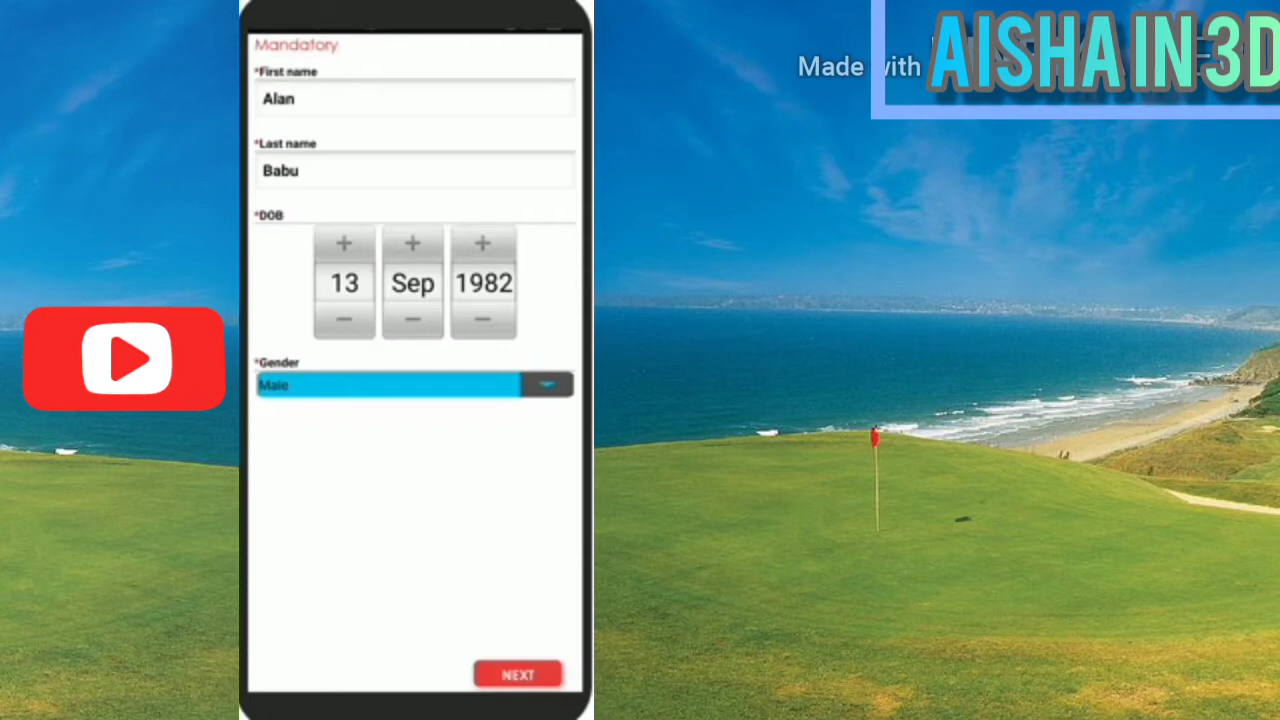 Mandatory
*First name
Alan
*Last name
Babu
*DOB
13 Sep 1982
*Gender
Male
NEXT
Made with
AISHA IN 3D